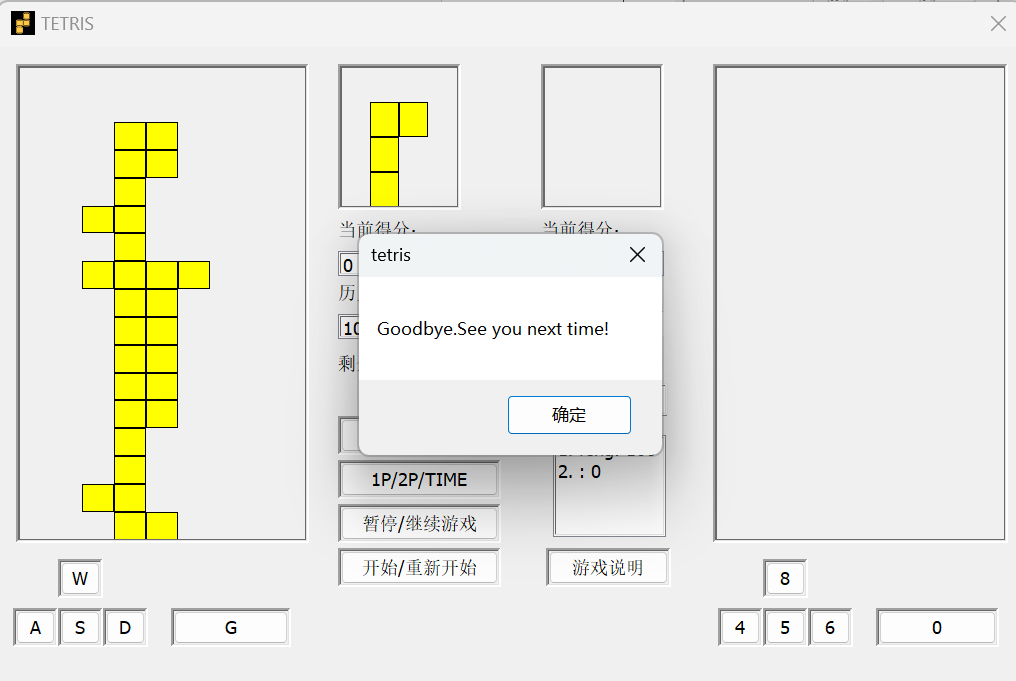 TETRIS
当前得分:
当前得分:
tetris
0
历
Goodbye.See you next time!
10
剩
确定
2. : 0
1P/2P/TIME
暂停/继续游戏
开始/重新开始
游戏说明
W
8
A
S
D
G
4
5
6
0